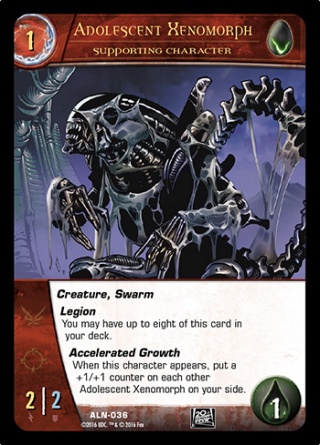 1
Adolescent Xenomorph
Supporting Character
Creature, Swarm
Legion
You may have up to eight of this card in
your deck.
Accelerated Growth
When this character appears, put a
+1/+1 counter on each other
Adolescent Xenomorph on your side.
2 | 2
ALN-036
©2016 UDC. ™ & © 2016 Fox
20th
1